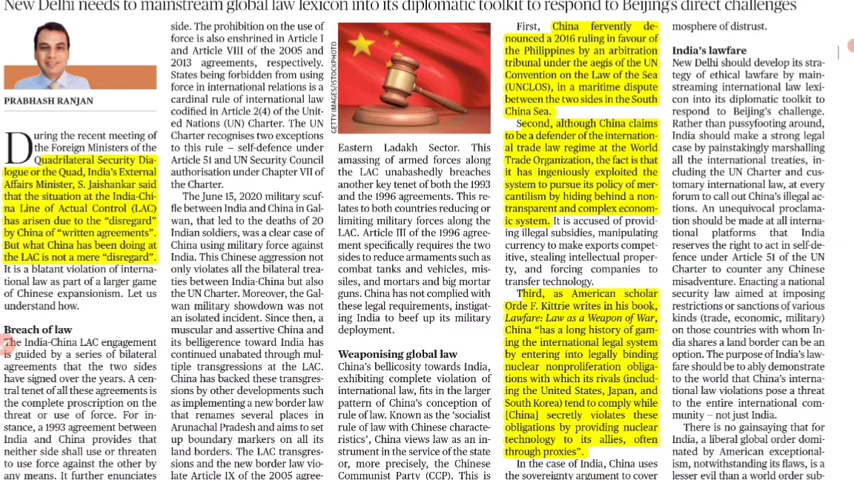 New Delhi needs to mainstream global law lexicon into its diplomatic toolkit to respond to Beijing's direct challenges
PRABHASH RANJAN
During the recent meeting of
the Foreign Ministers of the
Quadrilateral Security Dia-
logue or the Quad, India's External
Affairs Minister, S. Jaishankar said
that the situation at the India-Chi-
na Line of Actual Control (LAC)
has arisen due to the "disregard"
by China of "written agreements".
But what China has been doing at
the LAC is not a mere "disregard".
It is a blatant violation of interna-
tional law as part of a larger game
of Chinese expansionism. Let us
understand how.
Breach of law
The India-China LAC engagement
is guided by a series of bilateral
agreements that the two sides
have signed over the years. A cen-
tral tenet of all these agreements is
the complete proscription on the
threat or use of force. For in-
stance, a 1993 agreement between
India and China provides that
neither side shall use or threaten
to use force against the other by
any means. It further enunciates
side. The prohibition on the use of
force is also enshrined in Article I
and Article VIII of the 2005 and
2013 agreements, respectively.
States being forbidden from using
force in international relations is a
cardinal rule of international law
codified in Article 2(4) of the Unit-
ed Nations (UN) Charter. The UN
Charter recognises two exceptions
to this rule – self-defence under
Article 51 and UN Security Council
authorisation under Chapter VII of
the Charter.
The June 15, 2020 military scuf-
fle between India and China in Gal-
wan, that led to the deaths of 20
Indian soldiers, was a clear case of
China using military force against
India. This Chinese aggression not
only violates all the bilateral trea-
ties between India-China but also
the UN Charter. Moreover, the Gal-
wan military showdown was not
an isolated incident. Since then, a
muscular and assertive China and
its belligerence toward India has
continued unabated through mul-
tiple transgressions at the LAC.
China has backed these transgres-
sions by other developments such
as implementing a new border law
that renames several places in
Arunachal Pradesh and aims to set
up boundary markers on all its
land borders. The LAC transgres-
sions and the new border law vio-
late Article IX of the 2005 agree-
GETTY IMAGES/ISTOCKPHOTO
Eastern Ladakh Sector. This
amassing of armed forces along
the LAC unabashedly breaches
another key tenet of both the 1993
and the 1996 agreements. This re-
lates to both countries reducing or
limiting military forces along the
LAC. Article III of the 1996 agree-
ment specifically requires the two
sides to reduce armaments such as
combat tanks and vehicles, mis-
siles, and mortars and big mortar
guns. China has not complied with
these legal requirements, instigat-
ing India to beef up its military
deployment.
Weaponising global law
China's bellicosity towards India,
exhibiting complete violation of
international law, fits in the larger
pattern of China's conception of
rule of law. Known as the 'socialist
rule of law with Chinese characte-
ristics', China views law as an in-
strument in the service of the state
or, more precisely, the Chinese
Communist Party (CCP). This is
First, China fervently de-
nounced a 2016 ruling in favour of
the Philippines by an arbitration
tribunal under the aegis of the UN
Convention on the Law of the Sea
(UNCLOS), in a maritime dispute
between the two sides in the South
China Sea.
Second, although China claims
to be a defender of the internation-
al trade law regime at the World
Trade Organization, the fact is that
it has ingeniously exploited the
system to pursue its policy of mer-
cantilism by hiding behind a non-
transparent and complex econom-
ic system. It is accused of provid-
ing illegal subsidies, manipulating
currency to make exports compet-
itive, stealing intellectual proper-
ty, and forcing companies to
transfer technology.
Third, as American scholar
Orde F. Kittrie writes in his book,
Lawfare: Law as a Weapon of War,
China "has a long history of gam-
ing the international legal system
by entering into legally binding
nuclear nonproliferation obliga-
tions with which its rivals (includ-
ing the United States, Japan, and
South Korea) tend to comply while
[China] secretly violates these
obligations by providing nuclear
technology to its allies, often
through proxies".
In the case of India, China uses
the sovereignty argument to cover
mosphere of distrust.
India's lawfare
New Delhi should develop its stra-
tegy of ethical lawfare by main-
streaming international law lexi-
con into its diplomatic toolkit to
respond to Beijing's challenge.
Rather than pussyfooting around,
India should make a strong legal
case by painstakingly marshalling
all the international treaties, in-
cluding the UN Charter and cus-
tomary international law, at every
forum to call out China's illegal ac-
tions. An unequivocal proclama-
tion should be made at all interna-
tional platforms that India
reserves the right to act in self-de-
fence under Article 51 of the UN
Charter to counter any Chinese
misadventure. Enacting a national
security law aimed at imposing
restrictions or sanctions of various
kinds (trade, economic, military)
on those countries with whom In-
dia shares a land border can be an
option. The purpose of India's law-
fare should be to ably demonstrate
to the world that China's interna-
tional law violations pose a threat
to the entire international com-
munity – not just India.
There is no gainsaying that for
India, a liberal global order domi-
nated by American exceptional-
ism, notwithstanding its flaws, is a
lesser evil than a world order sub-